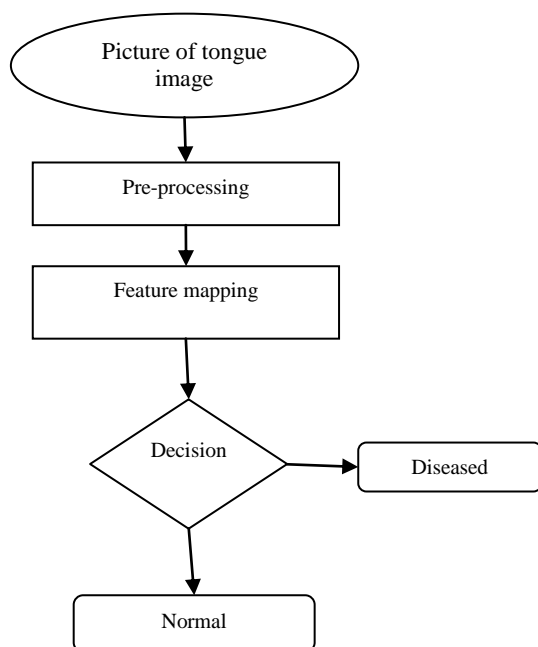 Picture of tongue
image
Pre-processing
Feature mapping
Decision
Diseased
Normal